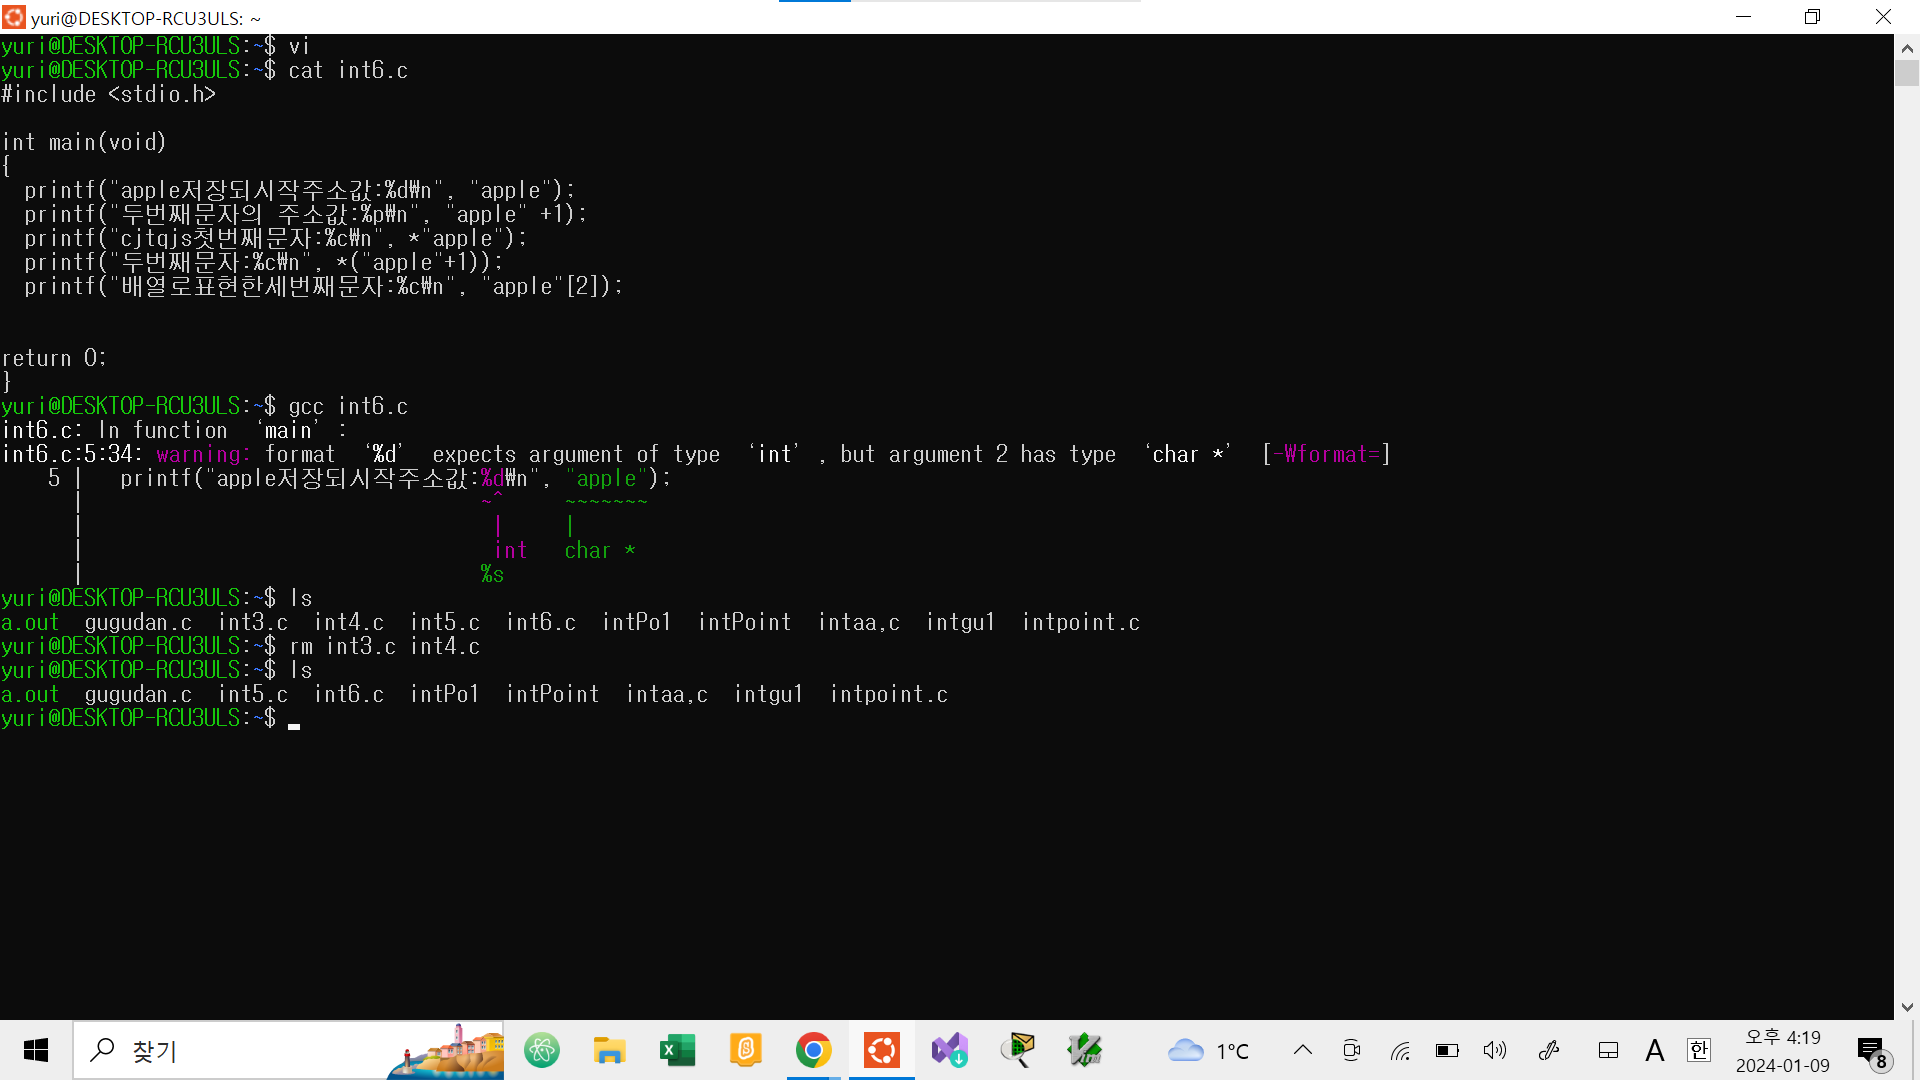 yuri@DESKTOP-RCU3ULS: ~
yuri@DESKTOP-RCU3ULS:~$ vi
yuri@DESKTOP-RCU3ULS:~$ cat int6.c
#include <stdio.h>
int main(void)
{
printf("apple저장되시작주소값:%d₩n", "apple");
printf("두번째문자의 주소값:%p₩n", "apple" +1);
printf("cjtqjs첫번째문자:%c₩n", *"apple");
printf("두번째문자:%c₩n", *("apple"+1));
printf("배열로표현한세번째문자:%c₩n", "apple"[2]);
return 0;
}
yuri@DESKTOP-RCU3ULS:~$ gcc int6.c
int6.c: In function ‘main’:
int6.c:5:34: warning: format ‘%d’ expects argument of type ‘int’, but argument 2 has type ‘char *’ [-Wformat=]
5 | printf("apple저장되시작주소값:%d₩n", "apple");
| ~^ ~~~~~~~
| | |
| int char *
| %s
yuri@DESKTOP-RCU3ULS:~$ ls
a.out gugudan.c int3.c int4.c int5.c int6.c intPo1 intPoint intaa,c intgu1 intpoint.c
yuri@DESKTOP-RCU3ULS:~$ rm int3.c int4.c
yuri@DESKTOP-RCU3ULS:~$ ls
a.out gugudan.c int5.c int6.c intPo1 intPoint intaa,c intgu1 intpoint.c
yuri@DESKTOP-RCU3ULS:~$
찾기
1°C
A
한
오후 4:19
2024-01-09
8